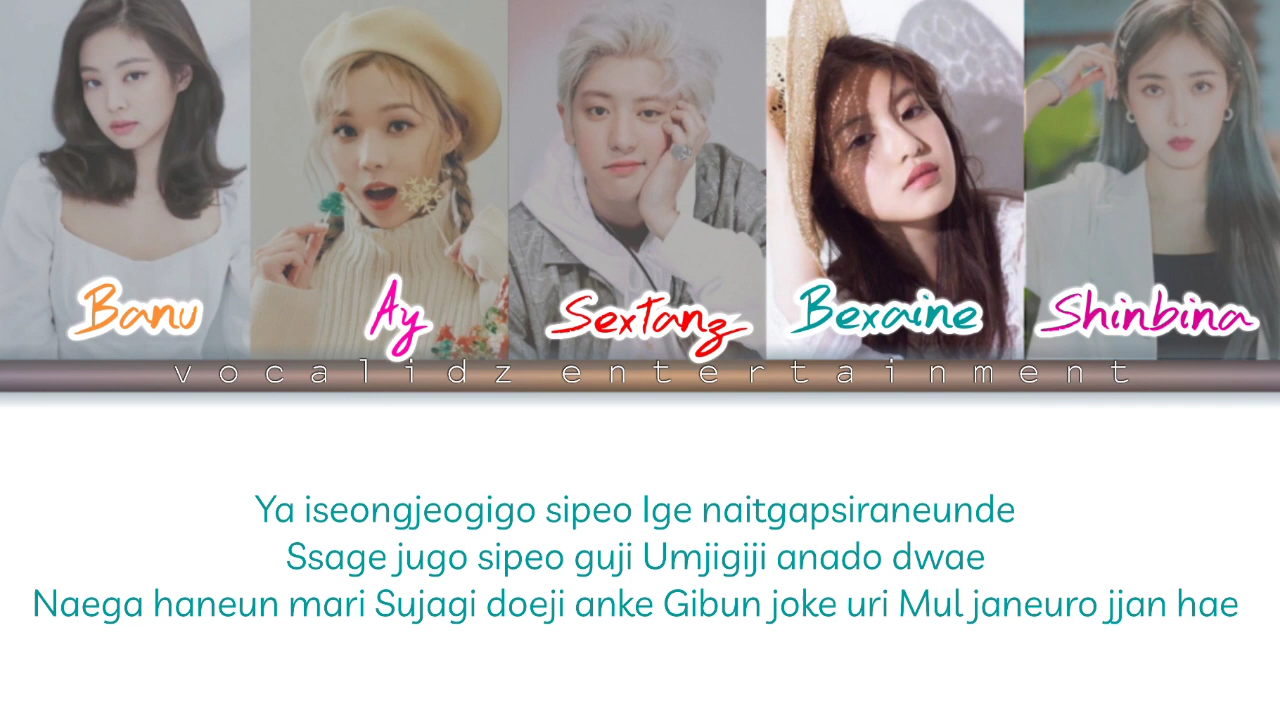 Banu
Ay
SexTanz
Bexaine
Shinbina
vocalidz entertainment
Ya iseongjeogigo sipeo Ige naitgapsiraneunde
Ssage jugo sipeo guji Umjigiji anado dwae
Naega haneun mari Sujagi doeji anke Gibun joke uri Mul janeuro jjan hae